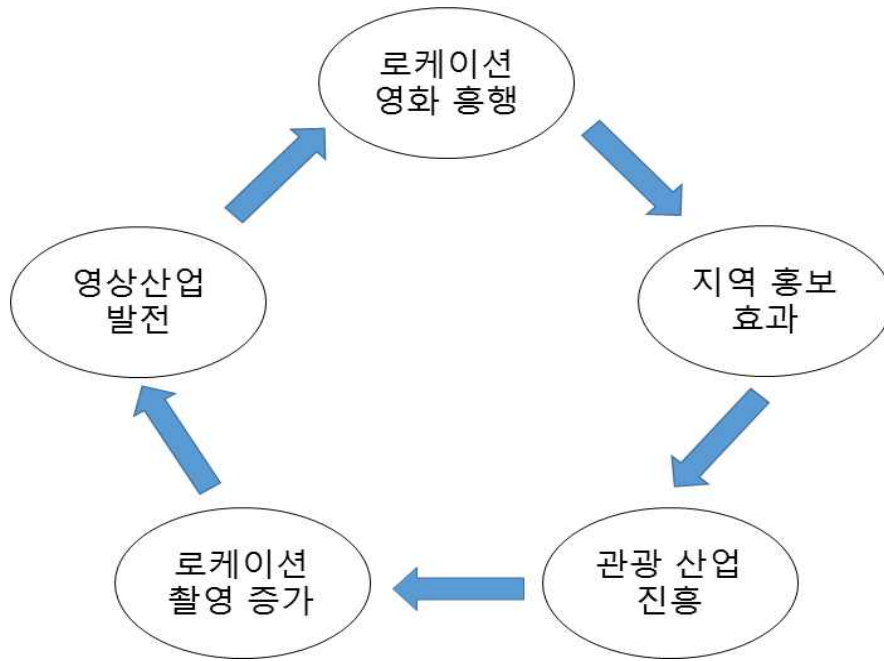 로케이션
영화 흥행
지역 홍보
효과
관광 산업
진흥
로케이션
촬영 증가
영상산업
발전